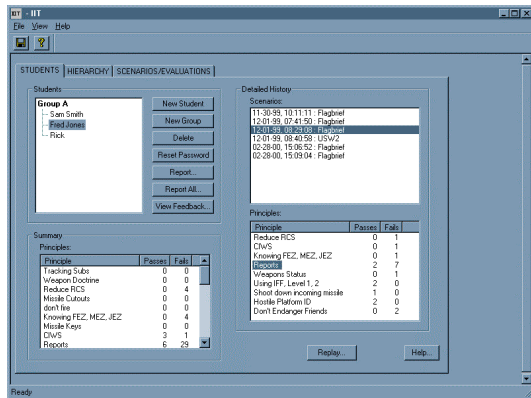 IIT - IIT
File View Help
STUDENTS HIERARCHY SCENARIOS/EVALUATIONS
Students
Group A
Sam Smith
Fred Jones
Rick
New Student
New Group
Delete
Reset Password
Report...
Report All...
View Feedback...
Summary
Principles:
Principle Passes Fails
Tracking Subs 0 0
Weapon Doctrine 0 0
Reduce RCS 0 4
Missile Cutouts 0 0
don't fire 0 0
Knowing FEZ, MEZ, JEZ 0 4
Missile Keys 0 0
CIWS 3 1
Reports 6 29
Detailed History
Scenarios:
11-30-99, 10:11:11 : Flagbrief
12-01-99, 07:41:50 : Flagbrief
12-01-99, 08:29:08 : Flagbrief
12-01-99, 08:40:58 : USW2
02-28-00, 15:06:52 : Flagbrief
02-28-00, 15:09:04 : Flagbrief
Principles:
Principle Passes Fails
Reduce RCS 0 1
CIWS 0 1
Knowing FEZ, MEZ, JEZ 0 1
Reports 2 7
Weapons Status 0 1
Using IFF, Level 1, 2 2 0
Shoot down incoming missile 1 0
Hostile Platform ID 2 0
Don't Endanger Friends 0 2
Replay...
Help...
Ready